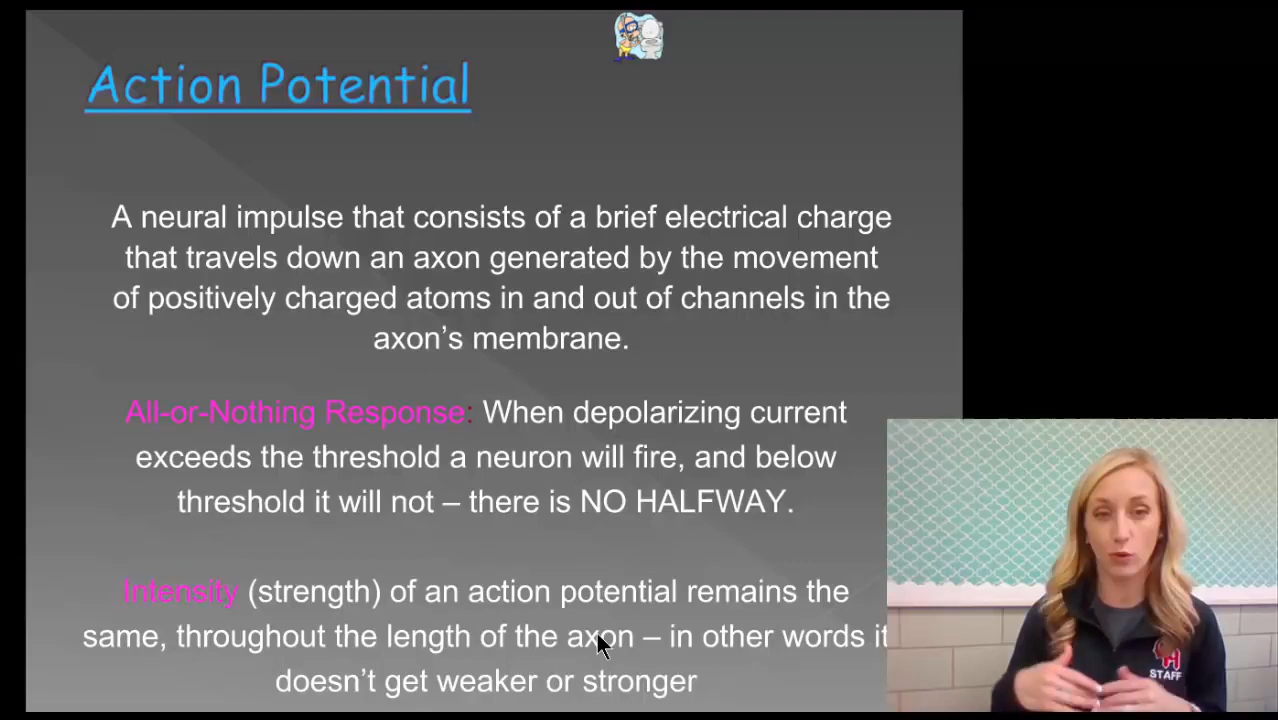 Action Potential
A neural impulse that consists of a brief electrical charge
that travels down an axon generated by the movement
of positively charged atoms in and out of channels in the
axon’s membrane.
All-or-Nothing Response: When depolarizing current
exceeds the threshold a neuron will fire, and below
threshold it will not – there is NO HALFWAY.
Intensity (strength) of an action potential remains the
same, throughout the length of the axon – in other words it
doesn’t get weaker or stronger
STAFF